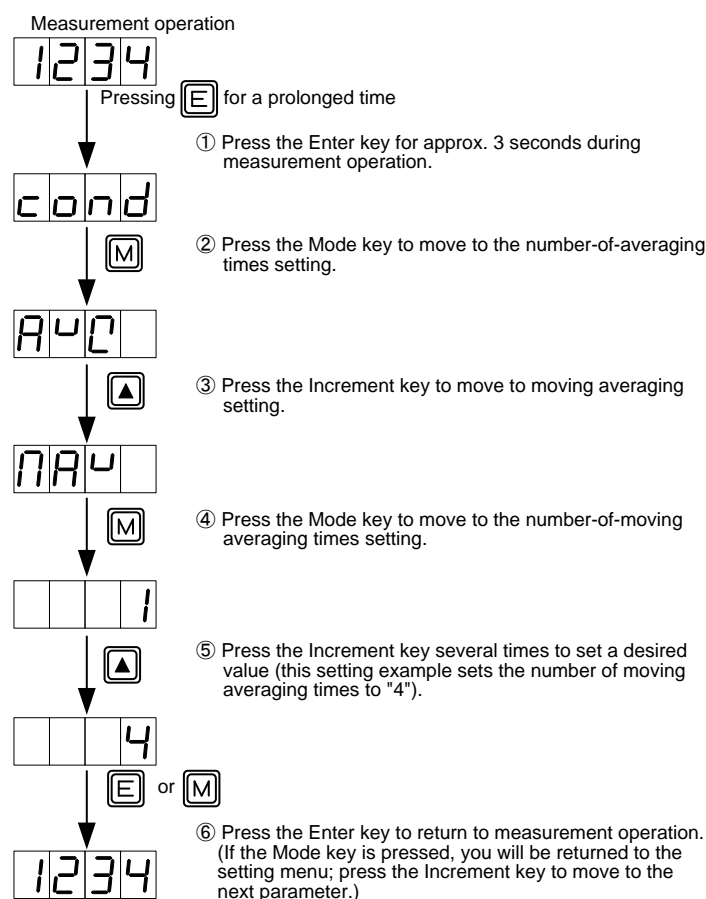 Measurement operation
1234
Pressing E for a prolonged time
① Press the Enter key for approx. 3 seconds during
measurement operation.
cond
M
② Press the Mode key to move to the number-of-averaging
times setting.
AvG
▲
③ Press the Increment key to move to moving averaging
setting.
MAv
M
④ Press the Mode key to move to the number-of-moving
averaging times setting.
1
▲
⑤ Press the Increment key several times to set a desired
value (this setting example sets the number of moving
averaging times to "4").
4
E or M
⑥ Press the Enter key to return to measurement operation.
(If the Mode key is pressed, you will be returned to the
setting menu; press the Increment key to move to the
next parameter.)
1234